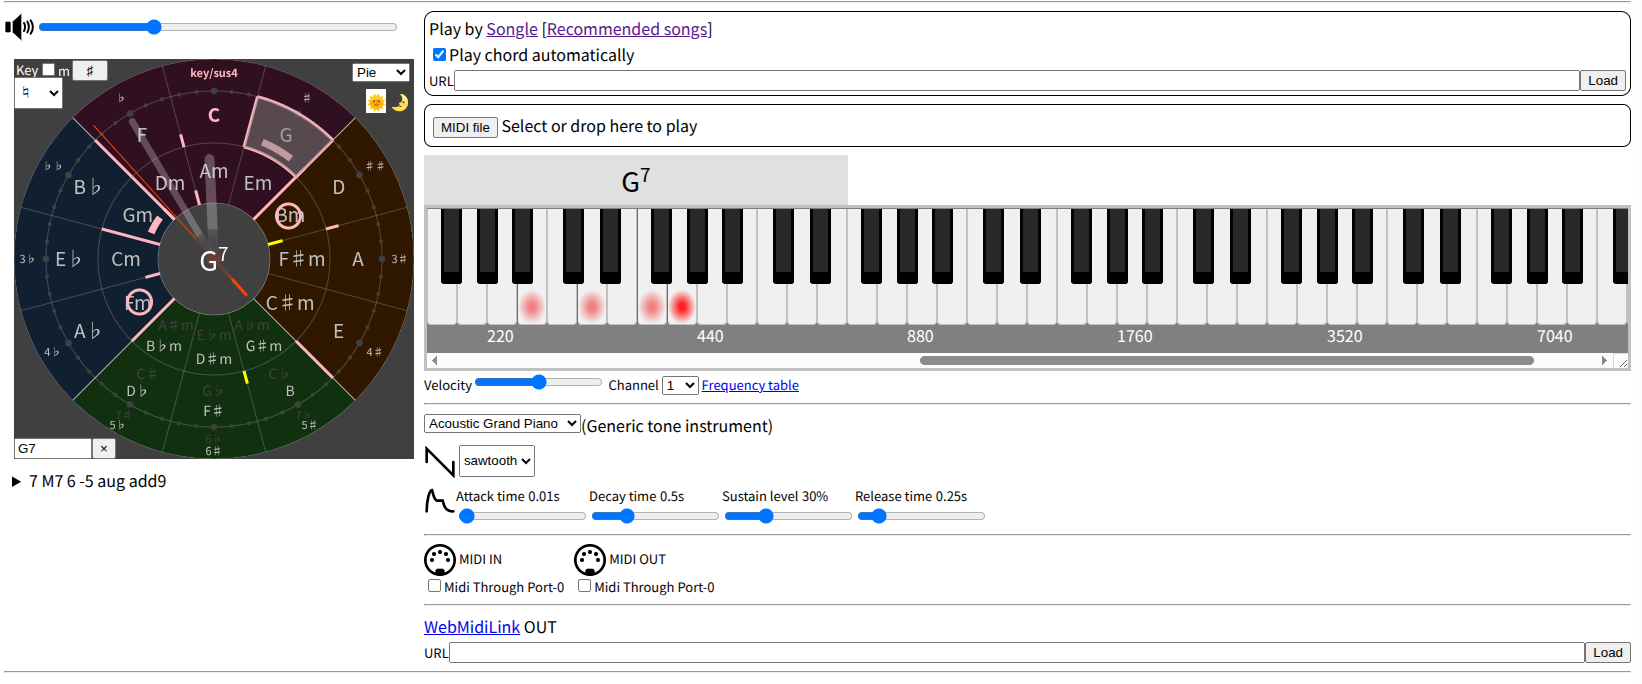 Key m ♯
♮
Pie
key/sus4
♭
♯
C
F
G
Am
Dm
Em
♭♭
♯♯
B♭
D
Gm
Bm
3♭
E♭
Cm
G7
F♯m
A
3♯
Fm
C♯m
A♭
A♯m
E♭m
A♭m
E
B♭m
D♯m
G♯m
4♭
4♯
C♯
C♭
D♭
G♭
B
7♯
F♯
7♭
5♭
5♯
6♭
6♯
G7 ×
▶ 7 M7 6 -5 aug add9
Play by Songle [Recommended songs]
Play chord automatically
URL Load
MIDI file Select or drop here to play
G7
220 440 880 1760 3520 7040
Velocity Channel 1 Frequency table
Acoustic Grand Piano (Generic tone instrument)
sawtooth
Attack time 0.01s Decay time 0.5s Sustain level 30% Release time 0.25s
MIDI IN MIDI OUT
Midi Through Port-0 Midi Through Port-0
WebMidiLink OUT
URL Load